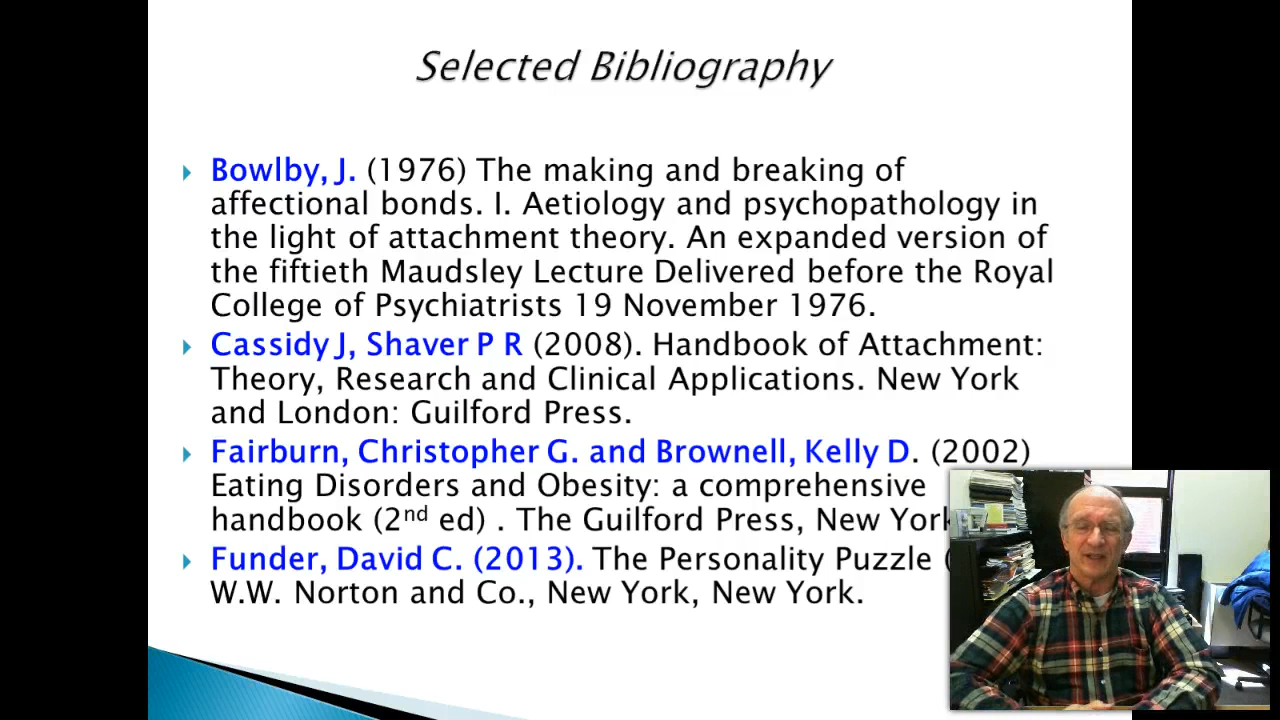 Selected Bibliography
Bowlby, J. (1976) The making and breaking of
affectional bonds. I. Aetiology and psychopathology in
the light of attachment theory. An expanded version of
the fiftieth Maudsley Lecture Delivered before the Royal
College of Psychiatrists 19 November 1976.
Cassidy J, Shaver P R (2008). Handbook of Attachment:
Theory, Research and Clinical Applications. New York
and London: Guilford Press.
Fairburn, Christopher G. and Brownell, Kelly D. (2002)
Eating Disorders and Obesity: a comprehensive
handbook (2nd ed) . The Guilford Press, New York
Funder, David C. (2013). The Personality Puzzle (
W.W. Norton and Co., New York, New York.